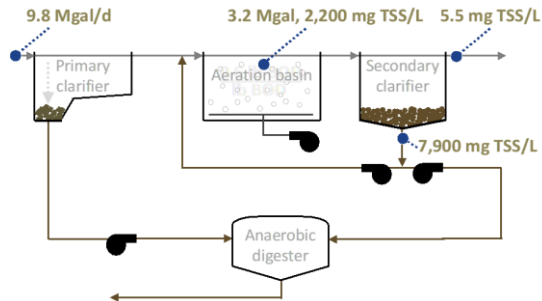 9.8 Mgal/d
3.2 Mgal, 2,200 mg TSS/L
5.5 mg TSS/L
Primary
clarifier
Aeration basin
Secondary
clarifier
7,900 mg TSS/L
Anaerobic
digester